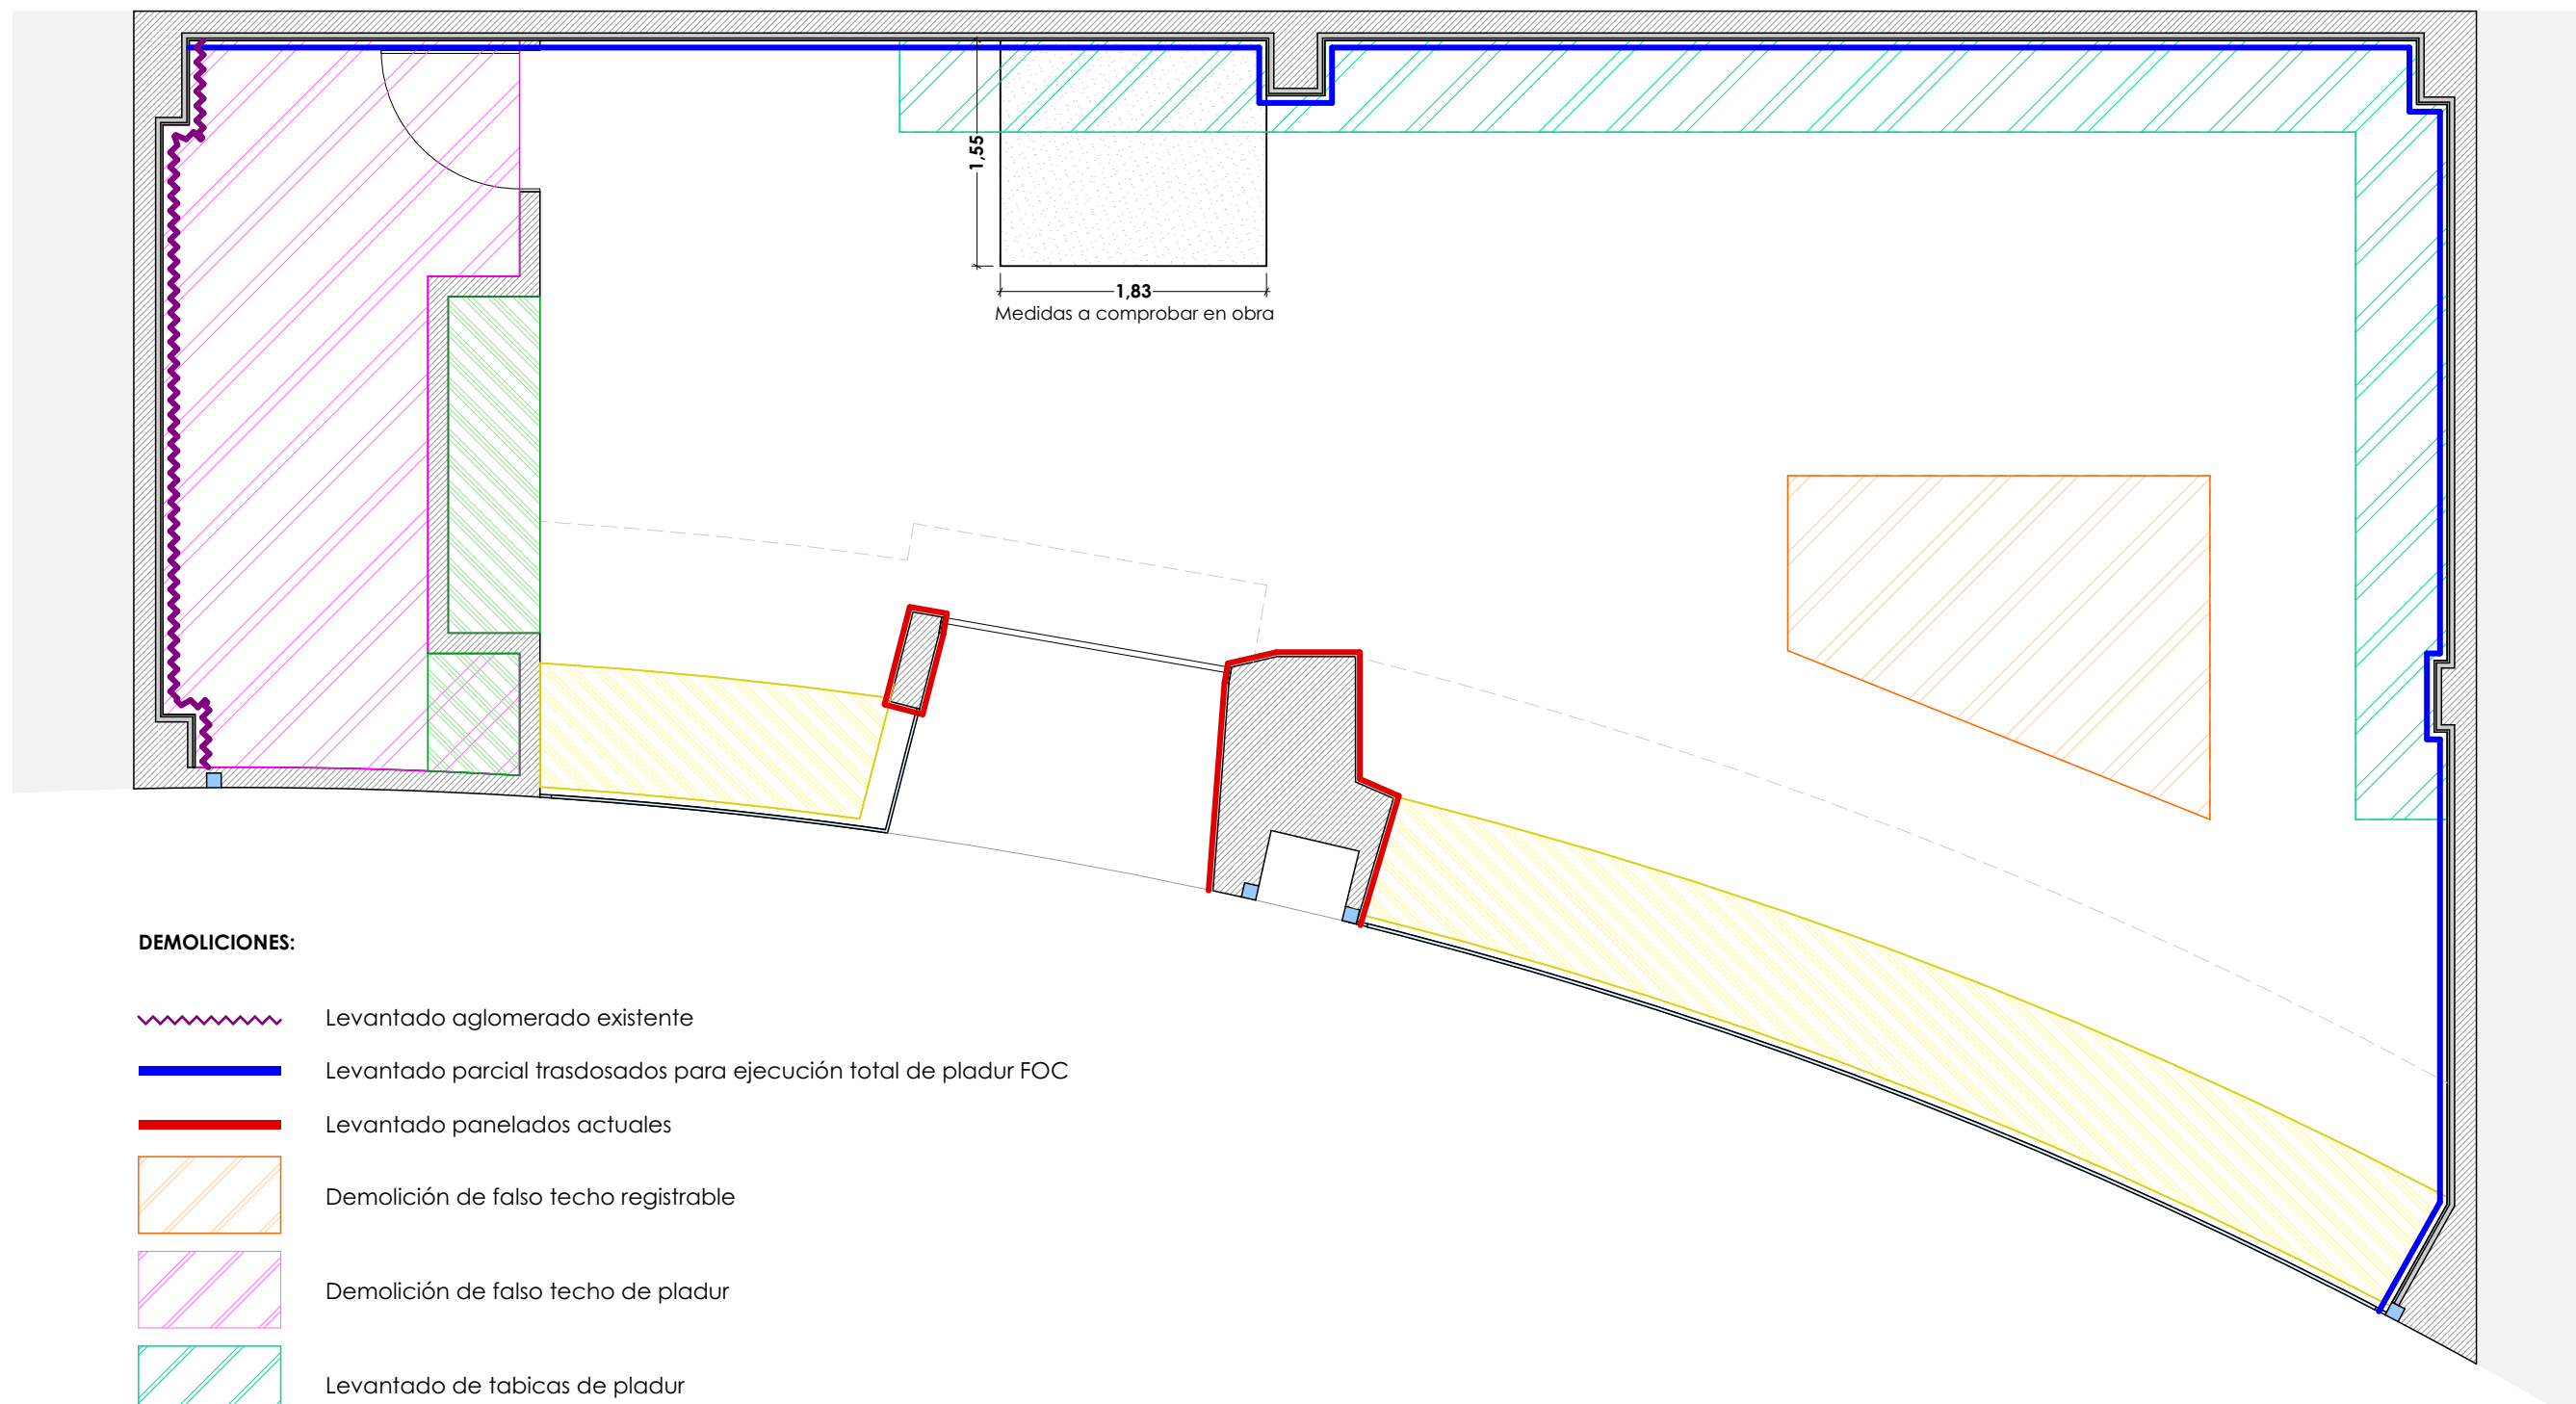 1,55
1,83
Medidas a comprobar en obra
DEMOLICIONES:
Levantado aglomerado existente
Levantado parcial trasdosados para ejecución total de pladur FOC
Levantado panelados actuales
Demolición de falso techo registrable
Demolición de falso techo de pladur
Levantado de tabicas de pladur